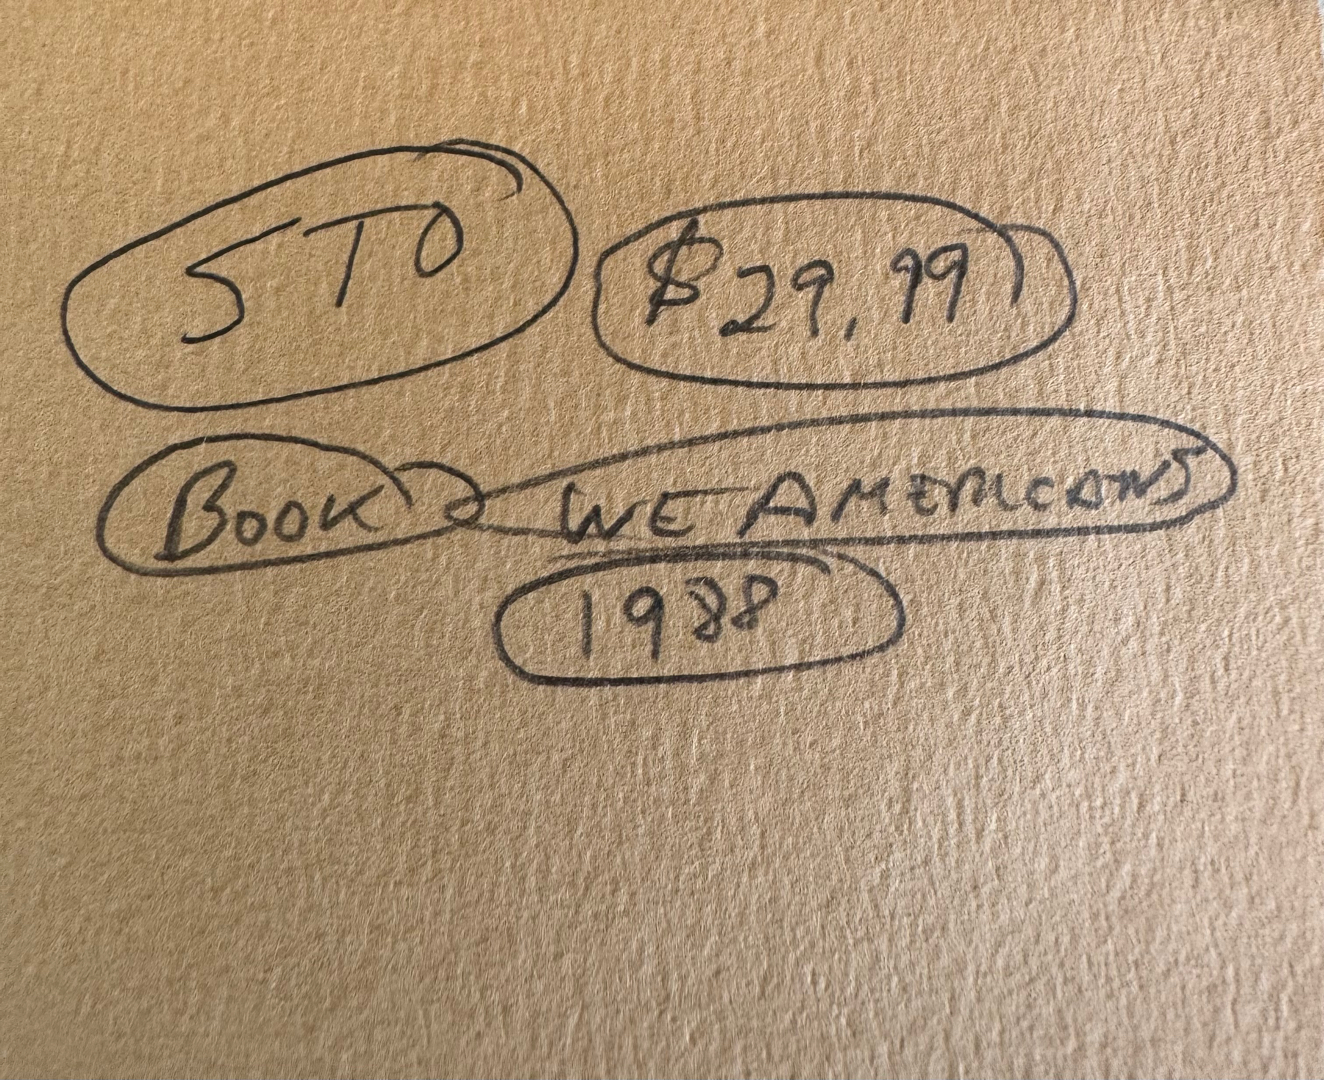 STO $29.99
BOOK WE AMERICANS
1988